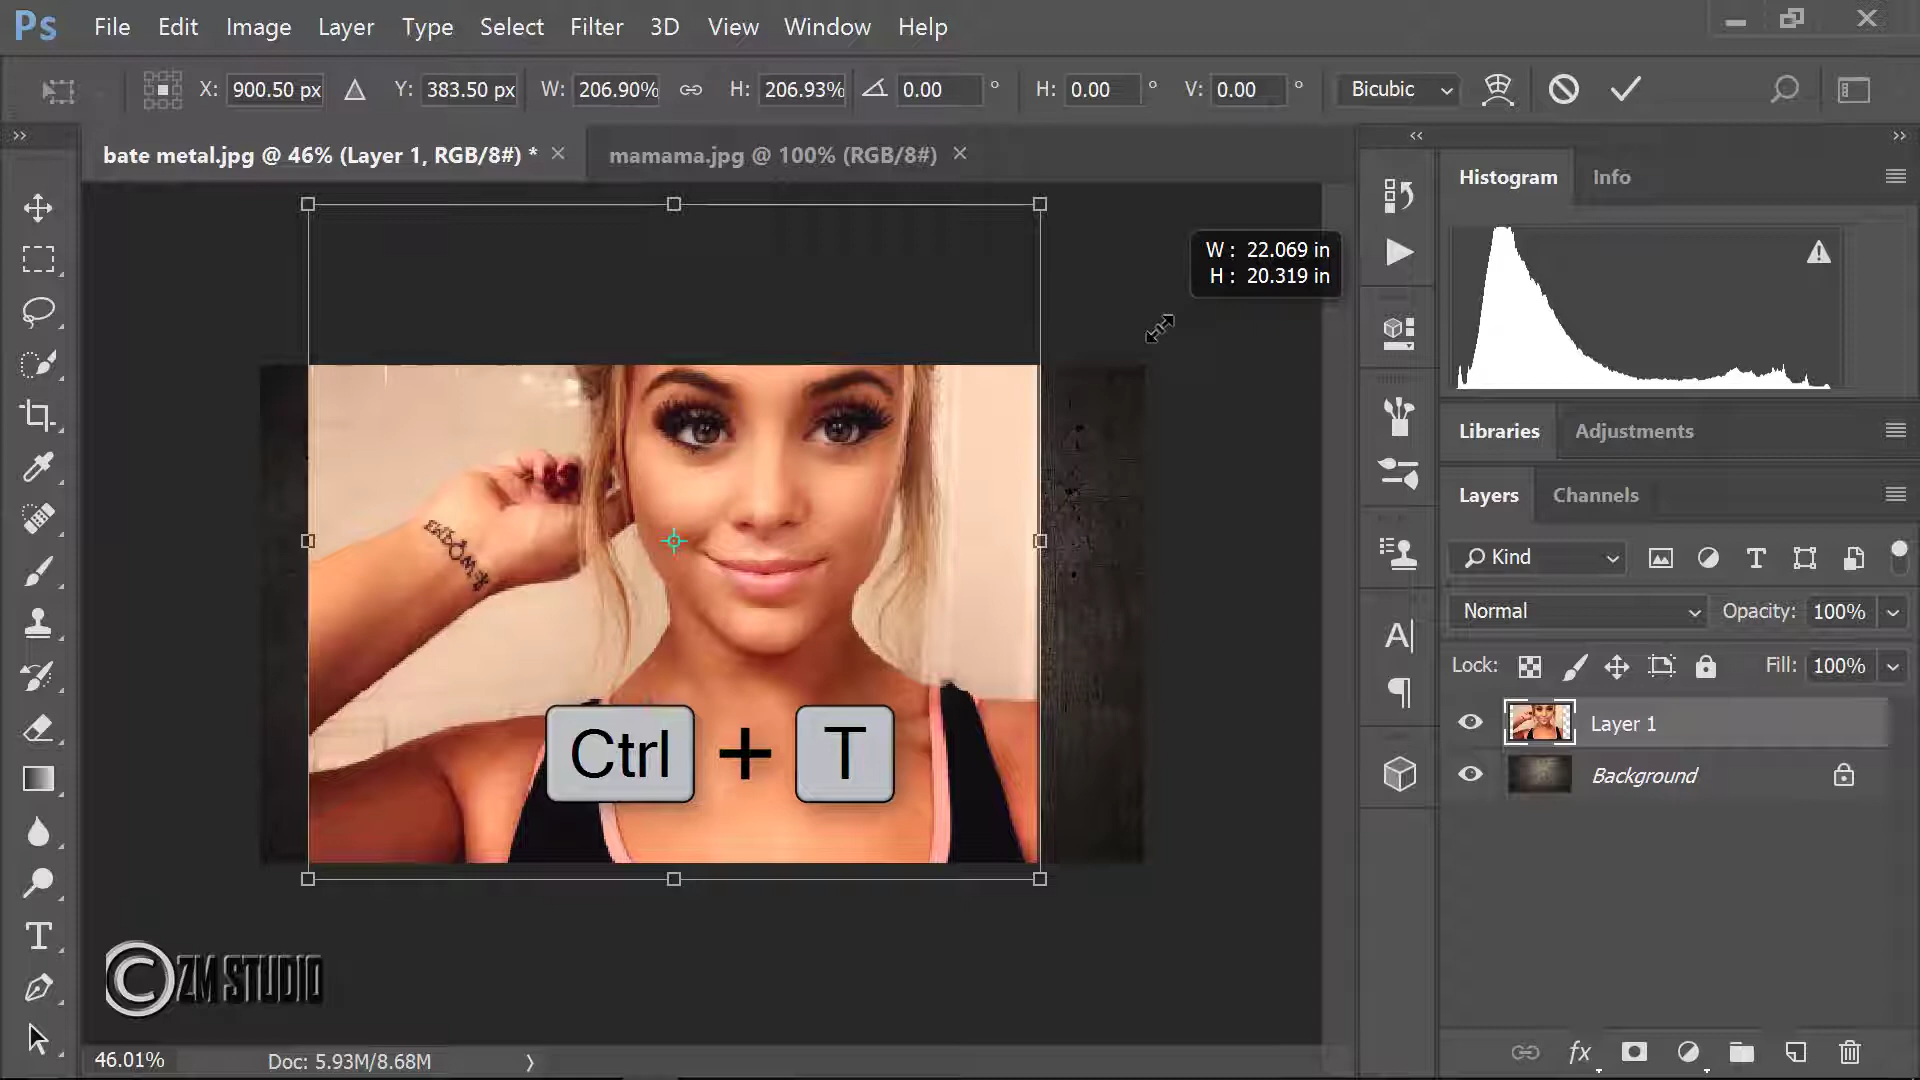 Ps File Edit Image Layer Type Select Filter 3D View Window Help
X: 900.50 px Y: 383.50 px W: 206.90% H: 206.93% 0.00 ° H: 0.00 ° V: 0.00 ° Bicubic
bate metal.jpg @ 46% (Layer 1, RGB/8#) * × mamama.jpg @ 100% (RGB/8#) ×
Histogram Info
W : 22.069 in
H : 20.319 in
Libraries Adjustments
Layers Channels
Kind
Normal Opacity: 100%
Lock: Fill: 100%
Layer 1
Background
Ctrl + T
©ZM STUDIO
46.01% Doc: 5.93M/8.68M
fx